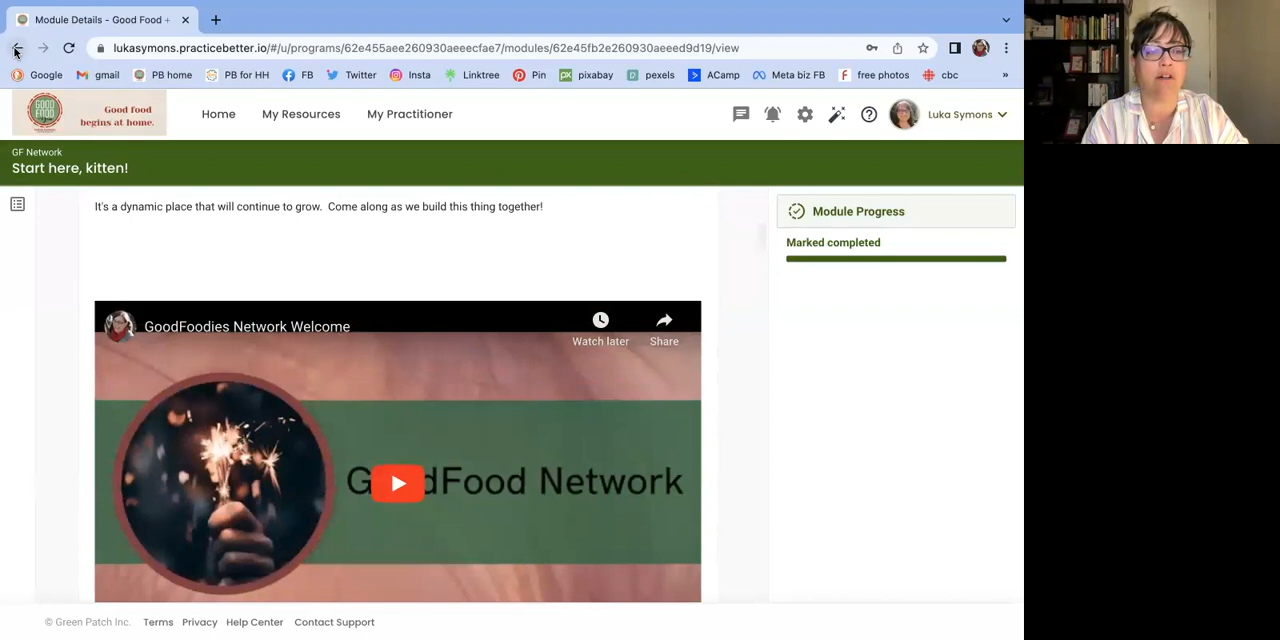 Module Details - Good Food +
lukasymons.practicebetter.io/#/u/programs/62e455aee260930aeeecfae7/modules/62e45fb2e260930aeeed9d19/view
Google gmail PB home PB for HH FB Twitter Insta Linktree Pin pixabay pexels ACamp Meta biz FB free photos cbc »
GOOD FOOD
Good food
begins at home.
Home My Resources My Practitioner Luka Symons
GF Network
Start here, kitten!
It's a dynamic place that will continue to grow. Come along as we build this thing together!
Module Progress
Marked completed
GoodFoodies Network Welcome
Watch later Share
G dFood Network
© Green Patch Inc. Terms Privacy Help Center Contact Support